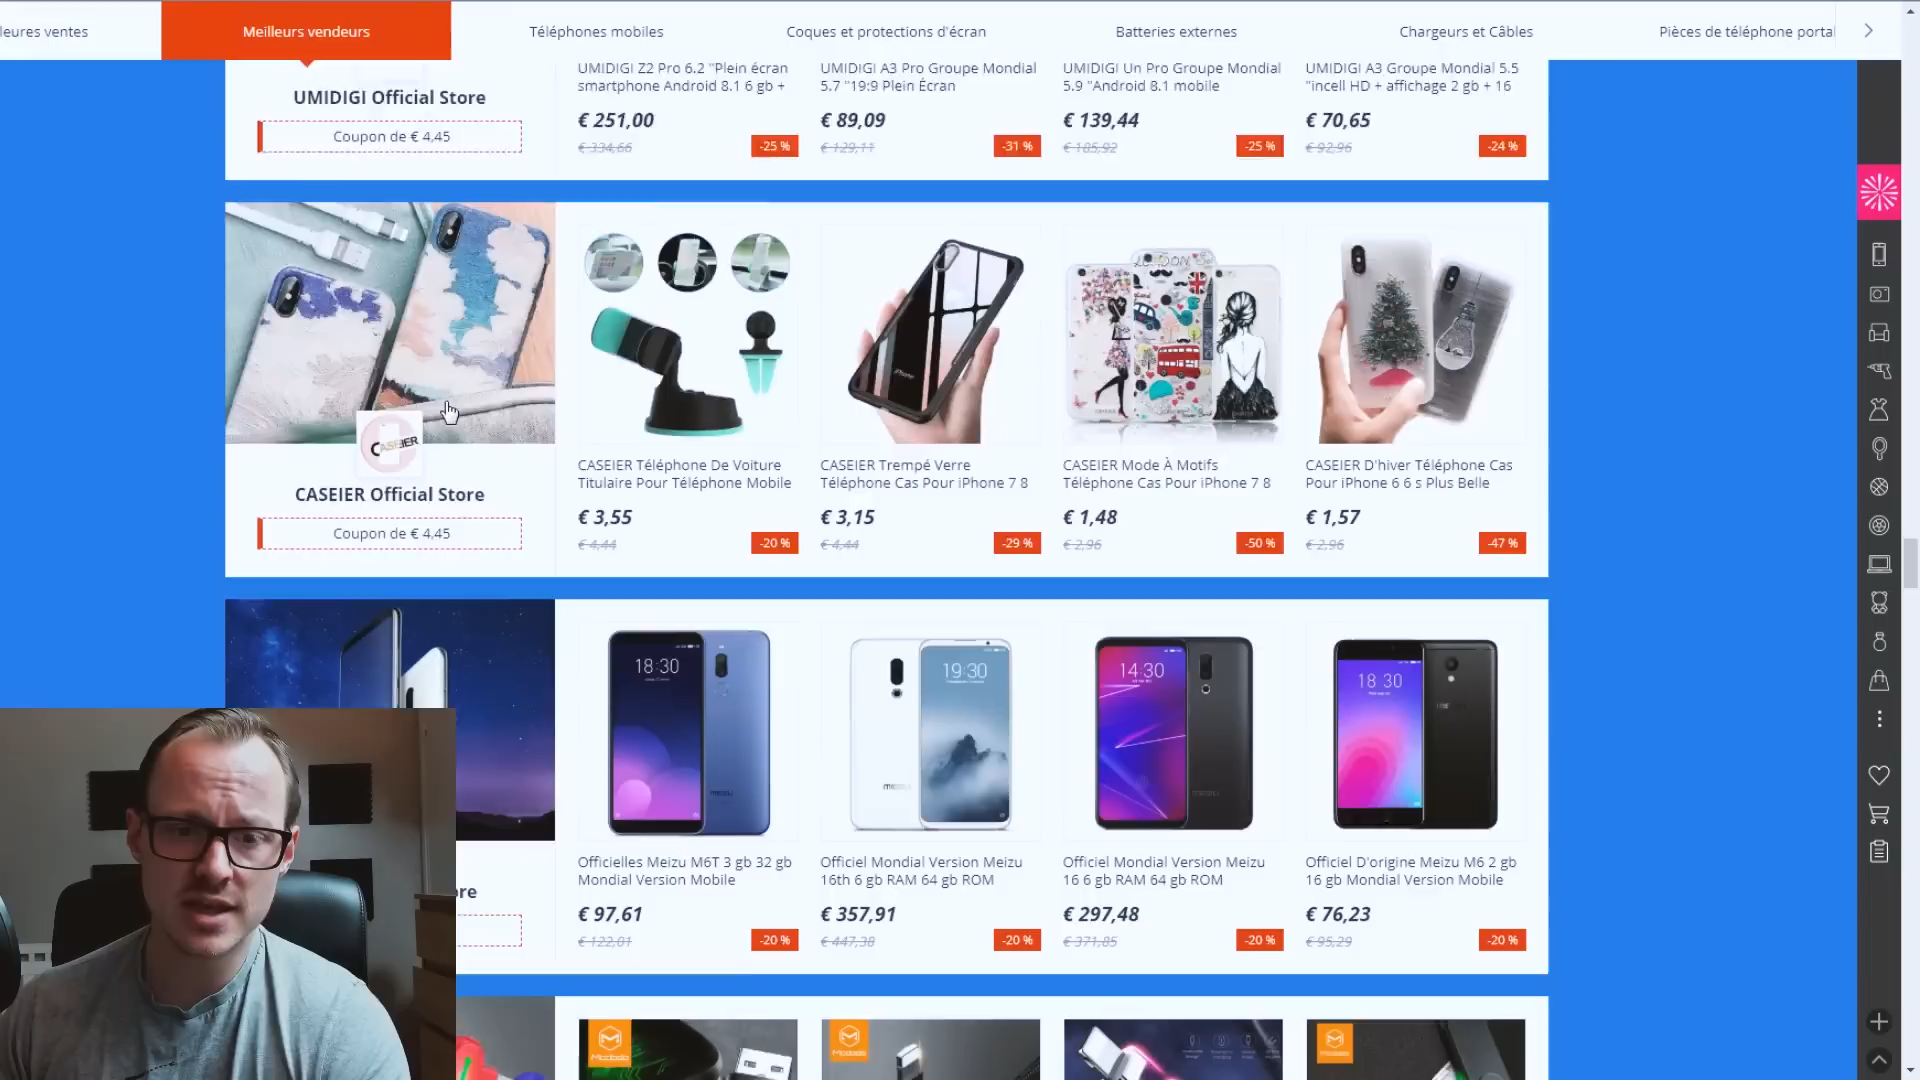 leures ventes
Meilleurs vendeurs
Téléphones mobiles
Coques et protections d'écran
Batteries externes
Chargeurs et Câbles
Pièces de téléphone portal
UMIDIGI Official Store
Coupon de € 4,45
UMIDIGI Z2 Pro 6.2 "Plein écran
smartphone Android 8.1 6 gb +
€ 251,00
€ 334,66
-25 %
UMIDIGI A3 Pro Groupe Mondial
5.7 "19:9 Plein Écran
€ 89,09
€ 129,11
-31 %
UMIDIGI Un Pro Groupe Mondial
5.9 "Android 8.1 mobile
€ 139,44
€ 185,92
-25 %
UMIDIGI A3 Groupe Mondial 5.5
"incell HD + affichage 2 gb + 16
€ 70,65
€ 92,96
-24 %
CASEIER
CASEIER Official Store
Coupon de € 4,45
CASEIER Téléphone De Voiture
Titulaire Pour Téléphone Mobile
€ 3,55
€ 4,44
-20 %
iPhone
CASEIER Trempé Verre
Téléphone Cas Pour iPhone 7 8
€ 3,15
€ 4,44
-29 %
LONDON
CASEIER Mode À Motifs
Téléphone Cas Pour iPhone 7 8
€ 1,48
€ 2,96
-50 %
CASEIER D'hiver Téléphone Cas
Pour iPhone 6 6 s Plus Belle
€ 1,57
€ 2,96
-47 %
re
18:30
MEIZU
Officielles Meizu M6T 3 gb 32 gb
Mondial Version Mobile
€ 97,61
€ 122,01
-20 %
19:30
Officiel Mondial Version Meizu
16th 6 gb RAM 64 gb ROM
€ 357,91
€ 447,38
-20 %
14:30
MEIZU
Officiel Mondial Version Meizu
16 6 gb RAM 64 gb ROM
€ 297,48
€ 371,85
-20 %
18 30
Officiel D'origine Meizu M6 2 gb
16 gb Mondial Version Mobile
€ 76,23
€ 95,29
-20 %
Mcdodo
Mcdodo
Mcdodo